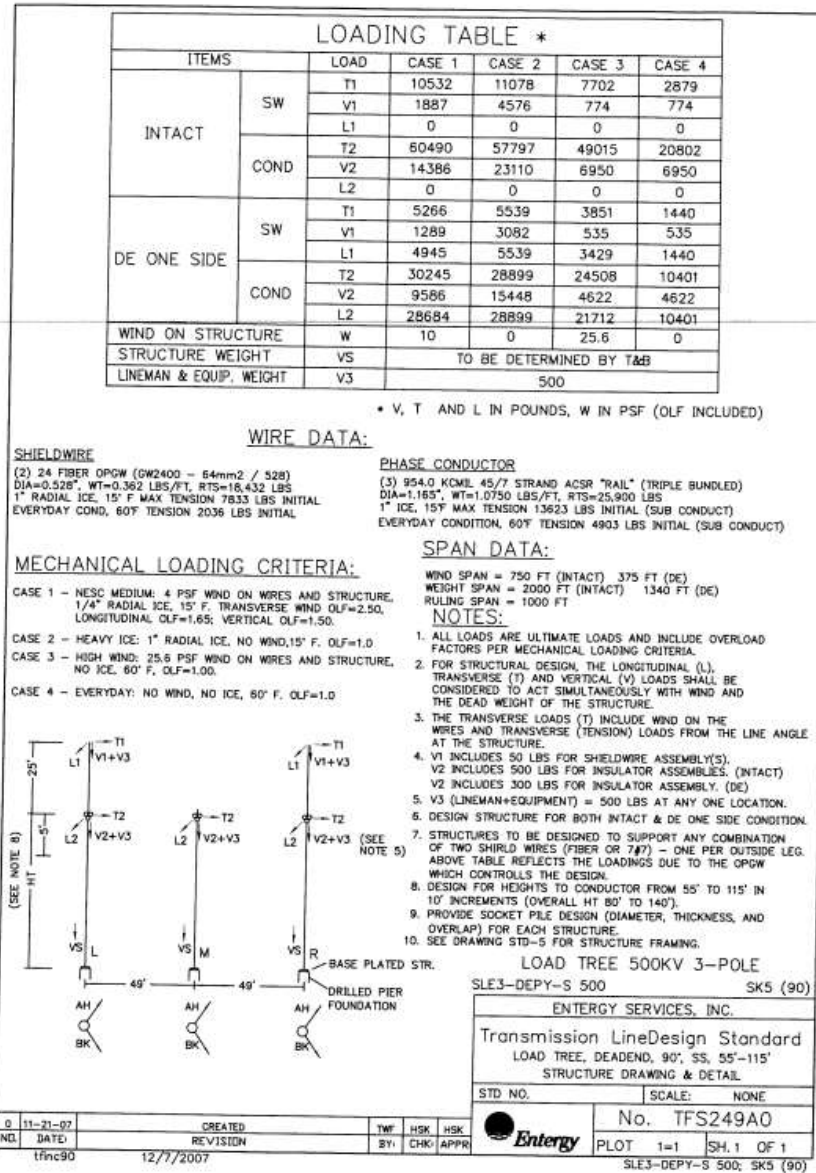 LOADING TABLE *
ITEMS LOAD CASE 1 CASE 2 CASE 3 CASE 4
INTACT SW T1 10532 11078 7702 2879
V1 1887 4576 774 774
L1 0 0 0 0
COND T2 60490 57797 49015 20802
V2 14386 23110 6950 6950
L2 0 0 0 0
DE ONE SIDE SW T1 5266 5539 3851 1440
V1 1289 3082 535 535
L1 4945 5539 3429 1440
COND T2 30245 28899 24508 10401
V2 9586 15448 4622 4622
L2 28684 28899 21712 10401
WIND ON STRUCTURE W 10 0 25.6 0
STRUCTURE WEIGHT VS TO BE DETERMINED BY T&B
LINEMAN & EQUIP. WEIGHT V3 500
* V, T AND L IN POUNDS, W IN PSF (OLF INCLUDED)
WIRE DATA:
SHIELDWIRE
(2) 24 FIBER OPGW (GW2400 - 64mm2 / 528)
DIA=0.528", WT=0.362 LBS/FT, RTS=18,432 LBS
1" RADIAL ICE, 15° F MAX TENSION 7833 LBS INITIAL
EVERYDAY COND, 60°F TENSION 2036 LBS INITIAL
PHASE CONDUCTOR
(3) 954.0 KCMIL 45/7 STRAND ACSR "RAIL" (TRIPLE BUNDLED)
DIA=1.165", WT=1.0750 LBS/FT, RTS=25,900 LBS
1" ICE, 15°F MAX TENSION 13623 LBS INITIAL (SUB CONDUCT)
EVERYDAY CONDITION, 60°F TENSION 4903 LBS INITIAL (SUB CONDUCT)
MECHANICAL LOADING CRITERIA:
CASE 1 - NESC MEDIUM: 4 PSF WIND ON WIRES AND STRUCTURE,
1/4" RADIAL ICE, 15° F. TRANSVERSE WIND OLF=2.50,
LONGITUDINAL OLF=1.65; VERTICAL OLF=1.50.
CASE 2 - HEAVY ICE: 1" RADIAL ICE, NO WIND,15° F. OLF=1.0
CASE 3 - HIGH WIND: 25.6 PSF WIND ON WIRES AND STRUCTURE,
NO ICE, 60° F, OLF=1.00.
CASE 4 - EVERYDAY: NO WIND, NO ICE, 60° F. OLF=1.0
SPAN DATA:
WIND SPAN = 750 FT (INTACT) 375 FT (DE)
WEIGHT SPAN = 2000 FT (INTACT) 1340 FT (DE)
RULING SPAN = 1000 FT
NOTES:
1. ALL LOADS ARE ULTIMATE LOADS AND INCLUDE OVERLOAD
FACTORS PER MECHANICAL LOADING CRITERIA.
2. FOR STRUCTURAL DESIGN, THE LONGITUDINAL (L),
TRANSVERSE (T) AND VERTICAL (V) LOADS SHALL BE
CONSIDERED TO ACT SIMULTANEOUSLY WITH WIND AND
THE DEAD WEIGHT OF THE STRUCTURE.
3. THE TRANSVERSE LOADS (T) INCLUDE WIND ON THE
WIRES AND TRANSVERSE (TENSION) LOADS FROM THE LINE ANGLE
AT THE STRUCTURE.
4. V1 INCLUDES 50 LBS FOR SHIELDWIRE ASSEMBLY(S).
V2 INCLUDES 500 LBS FOR INSULATOR ASSEMBLIES. (INTACT)
V2 INCLUDES 300 LBS FOR INSULATOR ASSEMBLY. (DE)
5. V3 (LINEMAN+EQUIPMENT) = 500 LBS AT ANY ONE LOCATION.
6. DESIGN STRUCTURE FOR BOTH INTACT & DE ONE SIDE CONDITION.
7. STRUCTURES TO BE DESIGNED TO SUPPORT ANY COMBINATION
OF TWO SHIRLD WIRES (FIBER OR 7#7) - ONE PER OUTSIDE LEG.
ABOVE TABLE REFLECTS THE LOADINGS DUE TO THE OPGW
WHICH CONTROLLS THE DESIGN.
8. DESIGN FOR HEIGHTS TO CONDUCTOR FROM 55' TO 115' IN
10' INCREMENTS (OVERALL HT 80' TO 140').
9. PROVIDE SOCKET PILE DESIGN (DIAMETER, THICKNESS, AND
OVERLAP) FOR EACH STRUCTURE.
10. SEE DRAWING STD-5 FOR STRUCTURE FRAMING.
T1 T1
L1 V1+V3 L1 V1+V3
25'
T2 T2 T2
5'
L2 V2+V3 L2 V2+V3 L2 V2+V3 (SEE
NOTE 5)
(SEE NOTE 8)
HT
VS L VS M VS R
BASE PLATED STR.
49' 49'
DRILLED PIER
FOUNDATION
AH AH AH
BK BK BK
LOAD TREE 500KV 3-POLE
SLE3-DEPY-S 500 SK5 (90)
ENTERGY SERVICES, INC.
Transmission LineDesign Standard
LOAD TREE, DEADEND, 90°, SS, 55'-115'
STRUCTURE DRAWING & DETAIL
STD NO. SCALE: NONE
Entergy
No. TFS249A0
PLOT 1=1 SH. 1 OF 1
0 11-21-07 CREATED TWF HSK HSK
NO. DATE: REVISION BY: CHK: APPR
tfinc90 12/7/2007
SLE3-DEPY-S 500; SK5 (90)